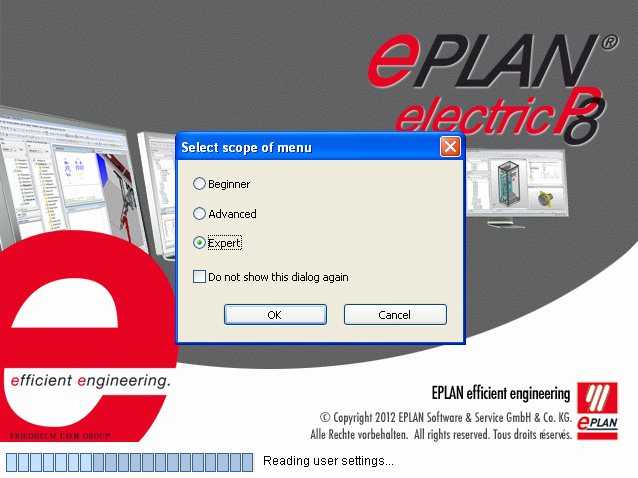 ePLAN®
electric P8
Select scope of menu
Beginner
Advanced
Expert
Do not show this dialog again
OK
Cancel
e
efficient engineering.
FRIEDHELM LOH GROUP
EPLAN efficient engineering
© Copyright 2012 EPLAN Software & Service GmbH & Co. KG.
Alle Rechte vorbehalten. All rights reserved. Tous droits réservés.
ePLAN
Reading user settings...